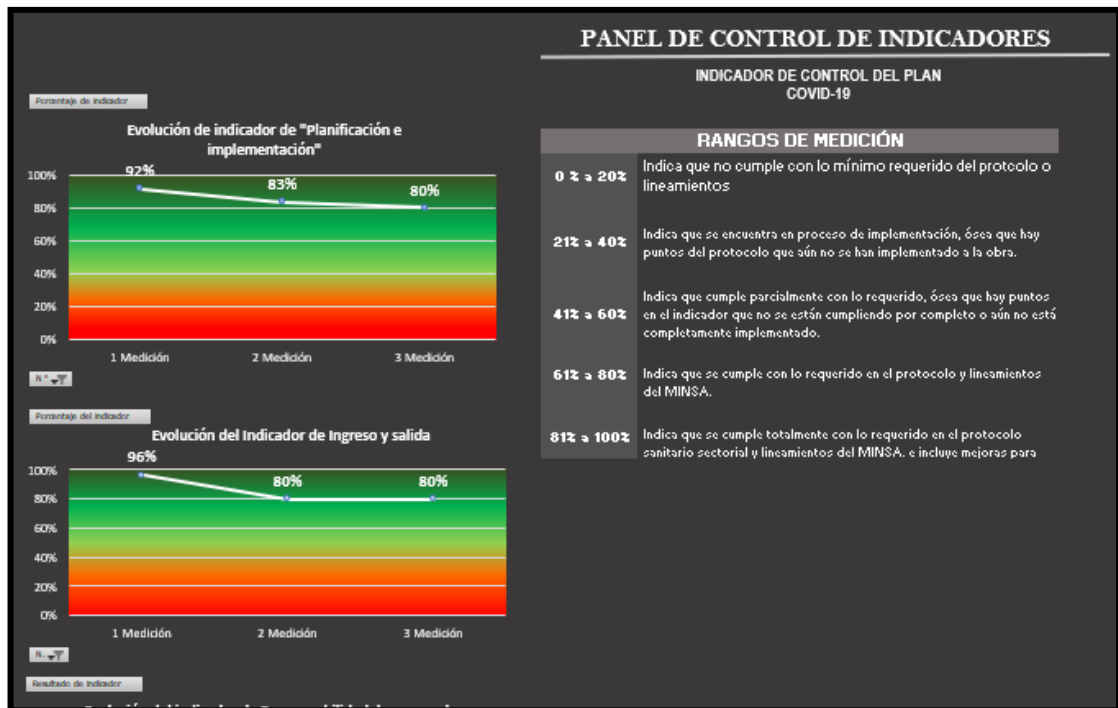 PANEL DE CONTROL DE INDICADORES
INDICADOR DE CONTROL DEL PLAN
COVID-19
Porcentaje de indicador
Evolución de indicador de "Planificación e
implementación"
92%
83%
80%
100%
80%
60%
40%
20%
0%
1 Medición 2 Medición 3 Medición
N°
Porcentaje del indicador
Evolución del Indicador de Ingreso y salida
96%
80%
80%
100%
80%
60%
40%
20%
0%
1 Medición 2 Medición 3 Medición
N..
Resultado de indicador
RANGOS DE MEDICIÓN
0 % a 20% Indica que no cumple con lo mínimo requerido del protcolo o
lineamientos
21% a 40% Indica que se encuentra en proceso de implementación, ósea que hay
puntos del protocolo que aún no se han implementado a la obra.
41% a 60% Indica que cumple parcialmente con lo requerido, ósea que hay puntos
en el indicador que no se están cumpliendo por completo o aún no está
completamente implementado.
61% a 80% Indica que se cumple con lo requerido en el protocolo y lineamientos
del MINSA.
81% a 100% Indica que se cumple totalmente con lo requerido en el protocolo
sanitario sectorial y lineamientos del MINSA. e incluye mejoras para